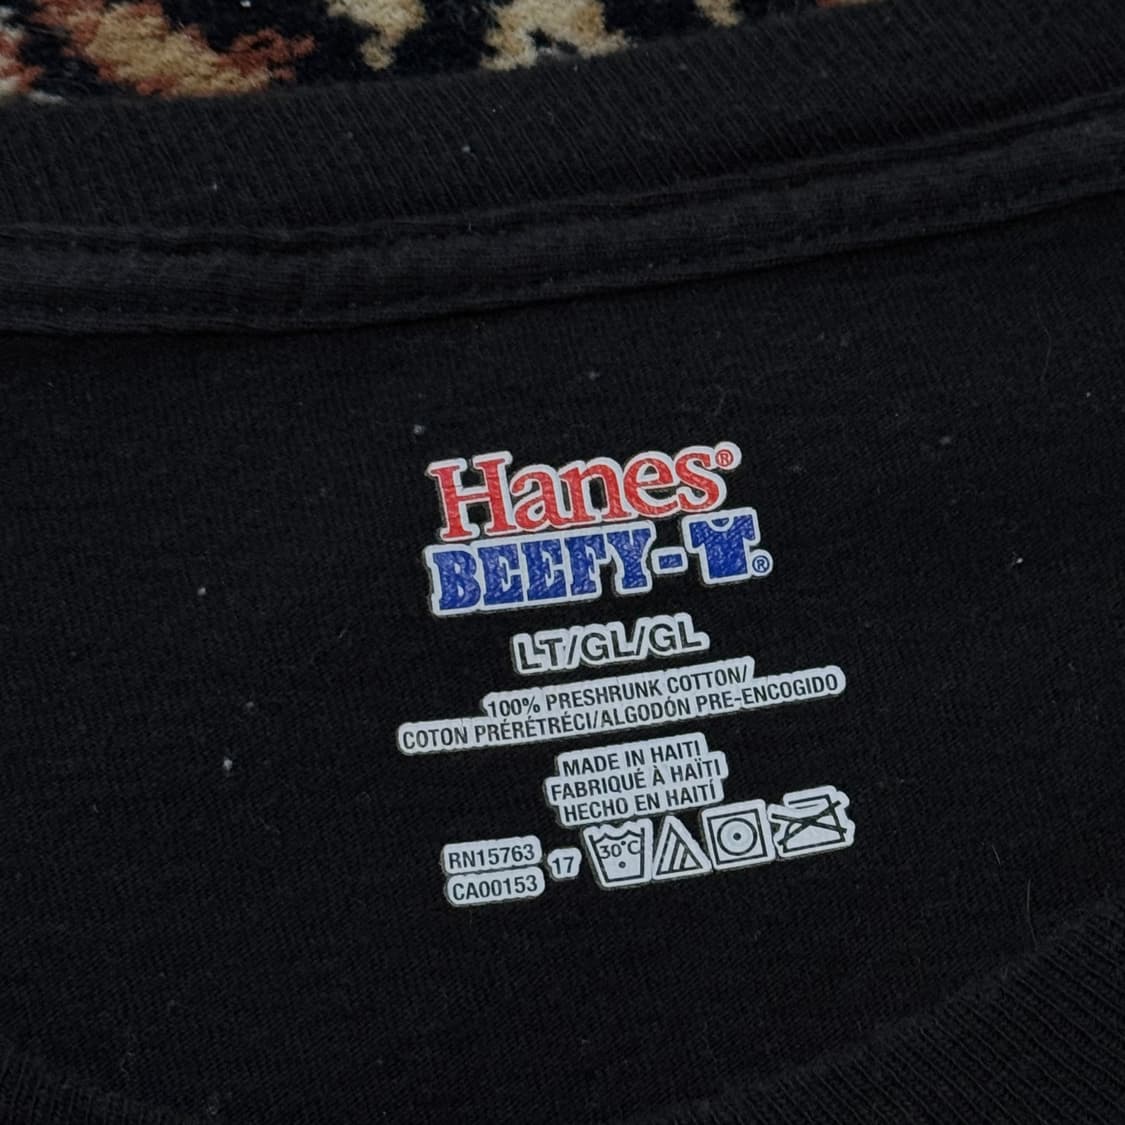 Hanes®
BEEFY-T®
LT/GL/GL
100% PRESHRUNK COTTON/
COTON PRÉRÉTRÉCI/ALGODÓN PRE-ENCOGIDO
MADE IN HAITI
FABRIQUÉ À HAÏTI
HECHO EN HAITÍ
RN15763
CA00153
17
30°C